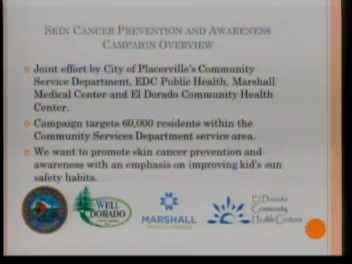 SKIN CANCER PREVENTION AND AWARENESS
CAMPAIGN OVERVIEW
Joint effort by City of Placerville's Community
Service Department, EDC Public Health, Marshall
Medical Center and El Dorado Community Health
Center.
Campaign targets 60,000 residents within the
Community Services Department service area.
We want to promote skin cancer prevention and
awareness with an emphasis on improving kid's sun
safety habits.
WELL
DORADO
MARSHALL
El Dorado
Community
Health Centers